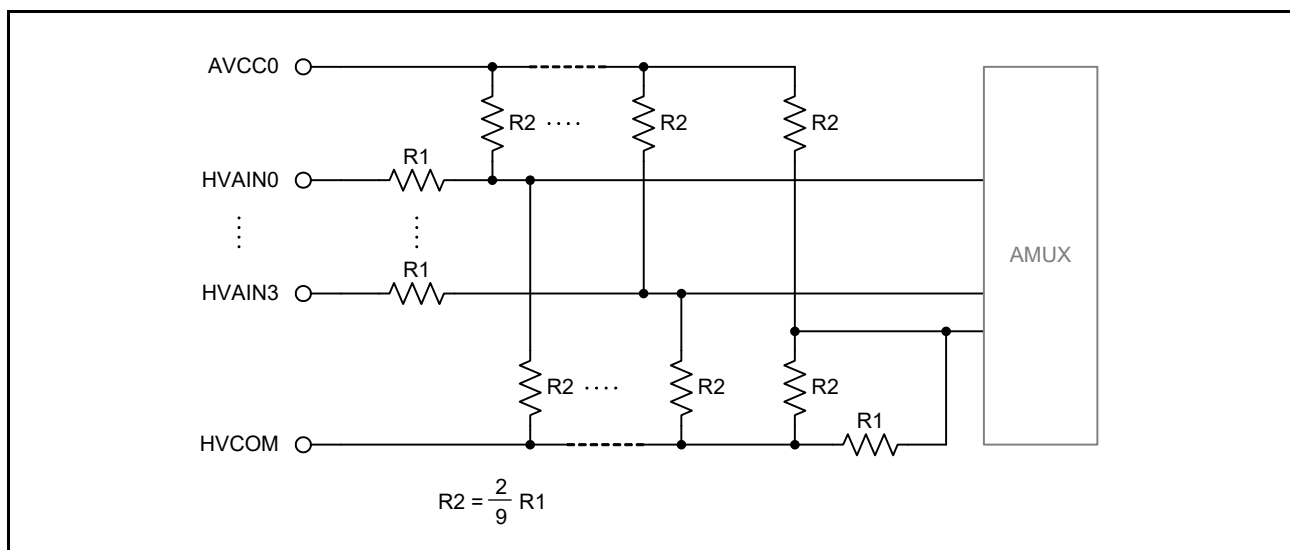 AVCC0
R2 ····
R2
R2
R1
HVAIN0
R1
HVAIN3
AMUX
R2 ····
R2
R2
R1
HVCOM
R2 = 2/9 R1